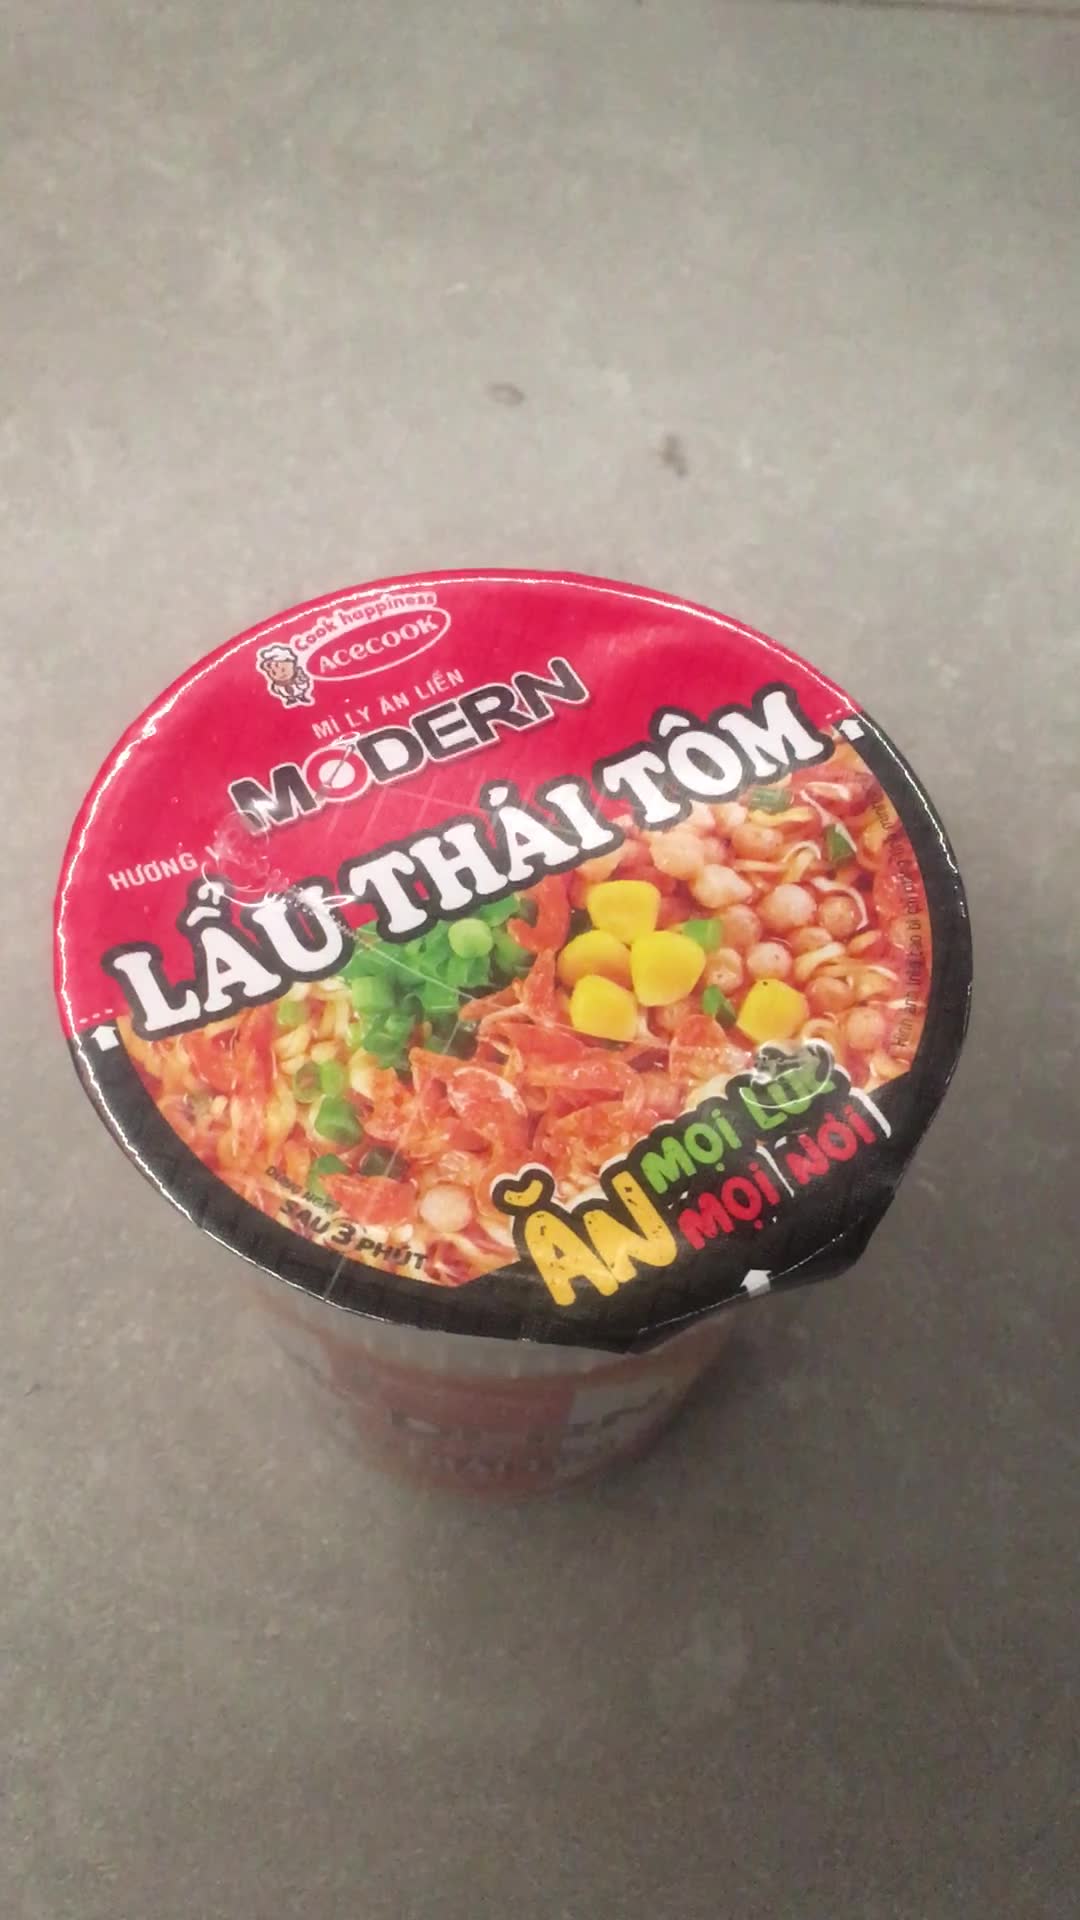 Cook happiness
Acecook
MÌ LY ĂN LIỀN
MODERN
HƯƠNG
LẨU THÁI TÔM
SAU 3 PHÚT
ĂN MỌI LÚC
MỌI NƠI